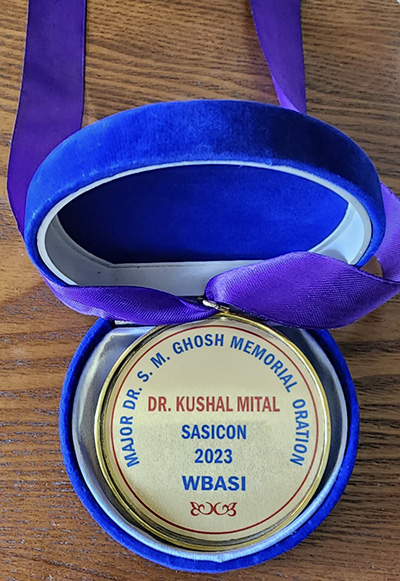 MAJOR DR. S. M. GHOSH MEMORIAL ORATION
DR. KUSHAL MITAL
SASICON
2023
WBASI